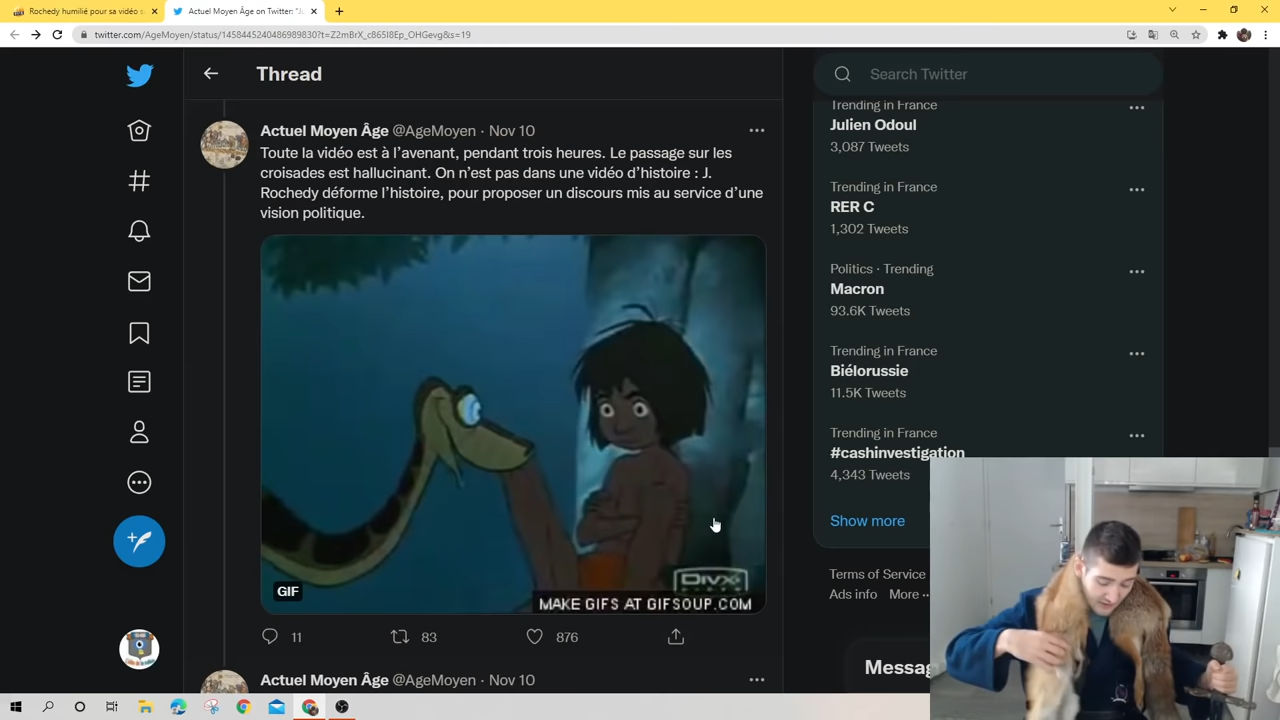 Rochedy humilié pour sa vidéo s
Actuel Moyen Âge on Twitter: "Ju
twitter.com/AgeMoyen/status/1458445240486989830?t=Z2mBrX_c865I8Ep_OHGevg&s=19
Thread
Search Twitter
Actuel Moyen Âge @AgeMoyen · Nov 10
Toute la vidéo est à l'avenant, pendant trois heures. Le passage sur les
croisades est hallucinant. On n'est pas dans une vidéo d'histoire : J.
Rochedy déforme l'histoire, pour proposer un discours mis au service d'une
vision politique.
GIF
DIVX
VIDEO
MAKE GIFS AT GIFSOUP.COM
11
83
876
Actuel Moyen Âge @AgeMoyen · Nov 10
Trending in France
Julien Odoul
3,087 Tweets
Trending in France
RER C
1,302 Tweets
Politics · Trending
Macron
93.6K Tweets
Trending in France
Biélorussie
11.5K Tweets
Trending in France
#cashinvestigation
4,343 Tweets
Show more
Terms of Service
Ads info More ··
Messag